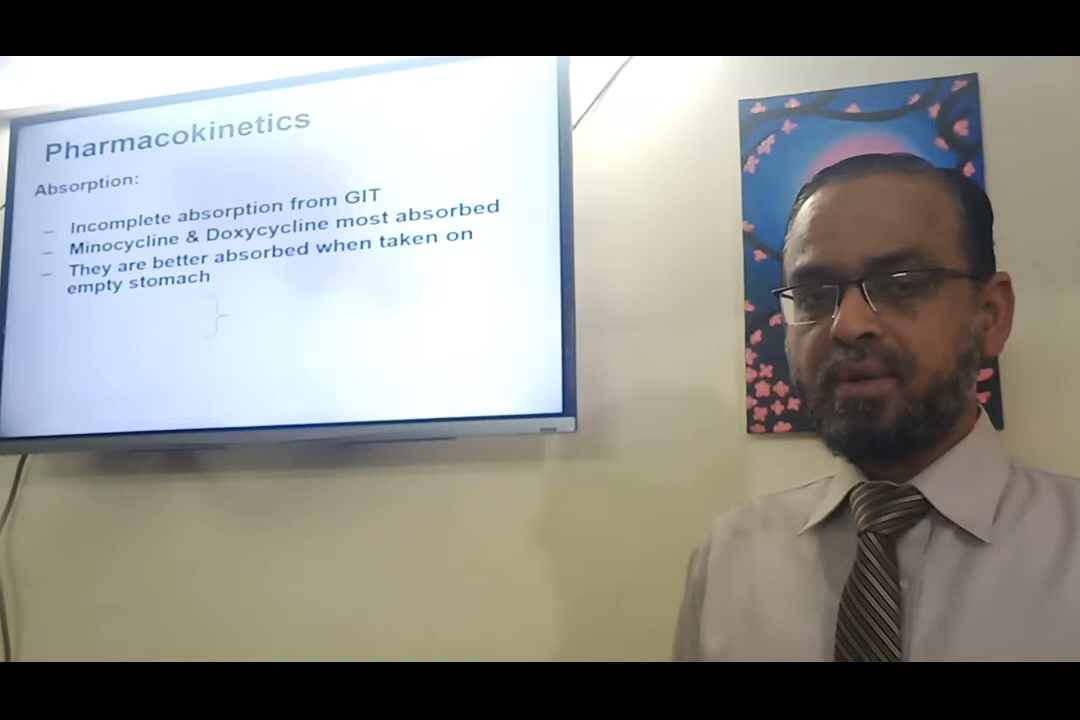 Pharmacokinetics
Absorption:
– Incomplete absorption from GIT
– Minocycline & Doxycycline most absorbed
– They are better absorbed when taken on
empty stomach